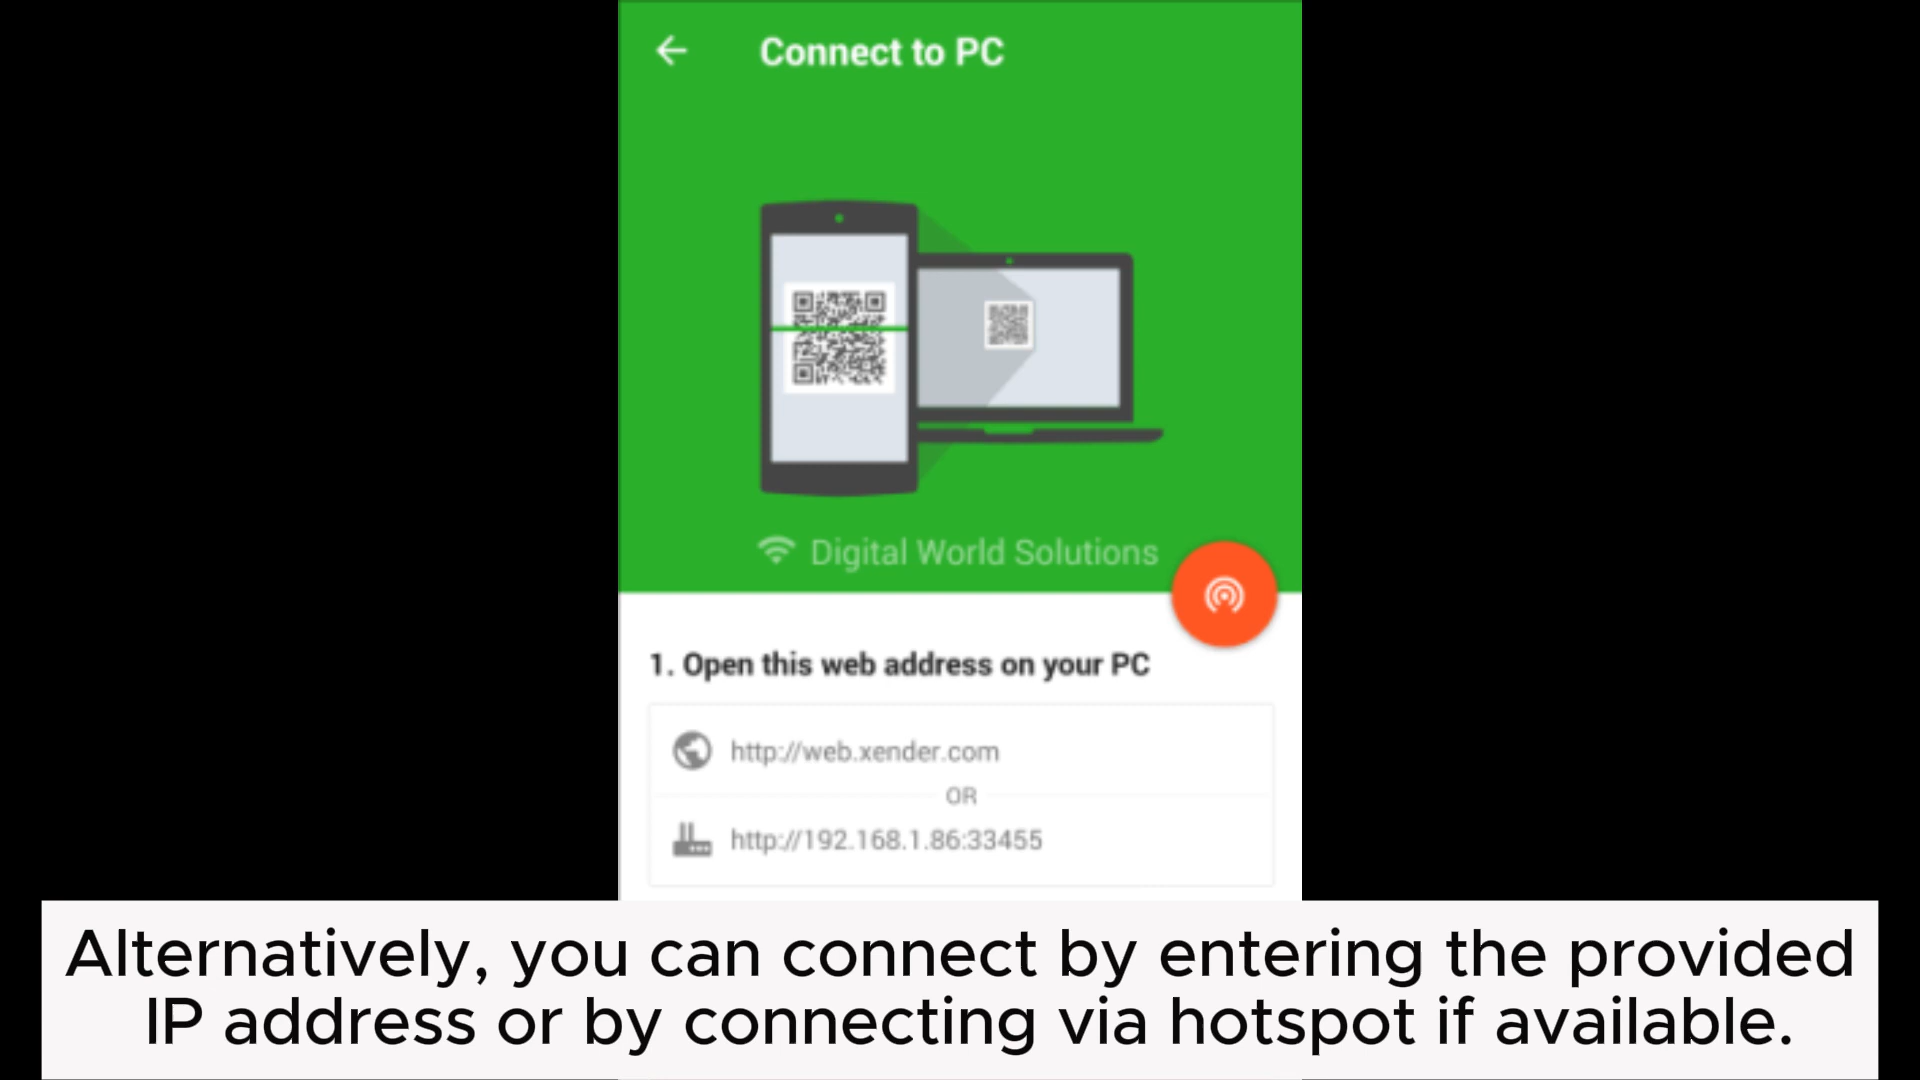 Connect to PC
Digital World Solutions
1. Open this web address on your PC
http://web.xender.com
OR
http://192.168.1.86:33455
Alternatively, you can connect by entering the provided
IP address or by connecting via hotspot if available.